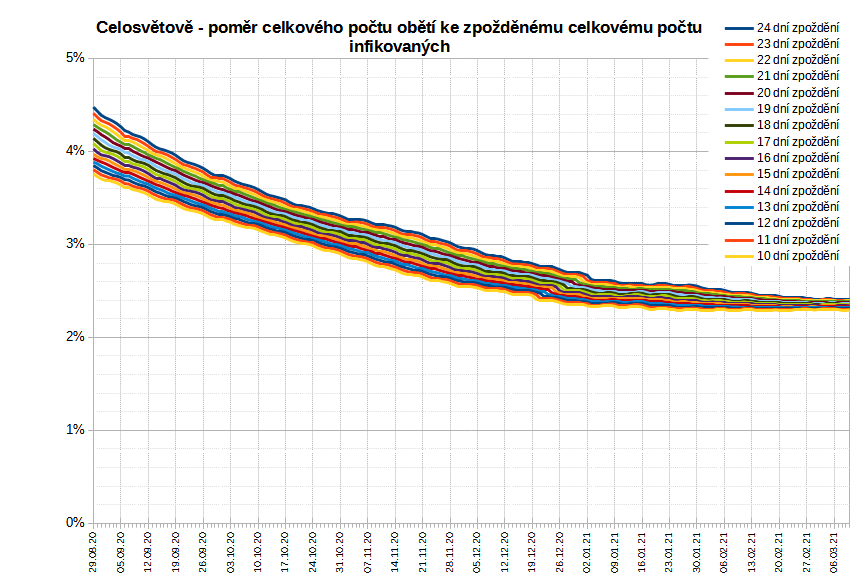 Celosvětově - poměr celkového počtu obětí ke zpožděnému celkovému počtu
infikovaných
24 dní zpoždění
23 dní zpoždění
22 dní zpoždění
21 dní zpoždění
20 dní zpoždění
19 dní zpoždění
18 dní zpoždění
17 dní zpoždění
16 dní zpoždění
15 dní zpoždění
14 dní zpoždění
13 dní zpoždění
12 dní zpoždění
11 dní zpoždění
10 dní zpoždění
5%
4%
3%
2%
1%
0%
29.08.20
05.09.20
12.09.20
19.09.20
26.09.20
03.10.20
10.10.20
17.10.20
24.10.20
31.10.20
07.11.20
14.11.20
21.11.20
28.11.20
05.12.20
12.12.20
19.12.20
26.12.20
02.01.21
09.01.21
16.01.21
23.01.21
30.01.21
06.02.21
13.02.21
20.02.21
27.02.21
06.03.21